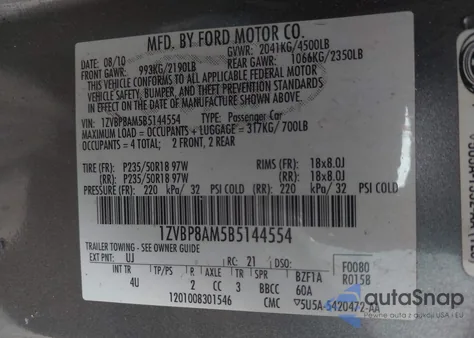 MFD. BY FORD MOTOR CO.
08/10
GVWR: 2041KG/4500LB
FRONT GAWR: 993KG/2190LB
REAR GAWR: 1066KG/2350LB
THIS VEHICLE CONFORMS TO ALL APPLICABLE FEDERAL MOTOR
VEHICLE SAFETY, BUMPER, AND THEFT PREVENTION STANDARDS
IN EFFECT ON THE DATE OF MANUFACTURE SHOWN ABOVE.
VIN: 1ZVBP8AM5B5144554 TYPE: Passenger Car
MAXIMUM LOAD = OCCUPANTS + LUGGAGE = 317KG/700LB
OCCUPANTS = 4 TOTAL; 2 FRONT, 2 REAR
TIRE (FR): P235/50R18 97W RIMS (FR): 18x8.0J
(RR): P235/50R18 97W (RR): 18x8.0J
PRESSURE (FR): 220 kPa/ 32 PSI COLD (RR): 220 kPa/ 32 PSI COLD
1ZVBP8AM5B5144554
TRAILER TOWING - SEE OWNER GUIDE
EXT PNT: UJ RC: 21 DSO: F0080
R0158
INT TR TP/PS R AXLE TR SPR BZF1A
4U 2 CC 3 BBCC 60A
1201008301546 CMC
autoSnap
Prywatny import z aukcji USA i EU